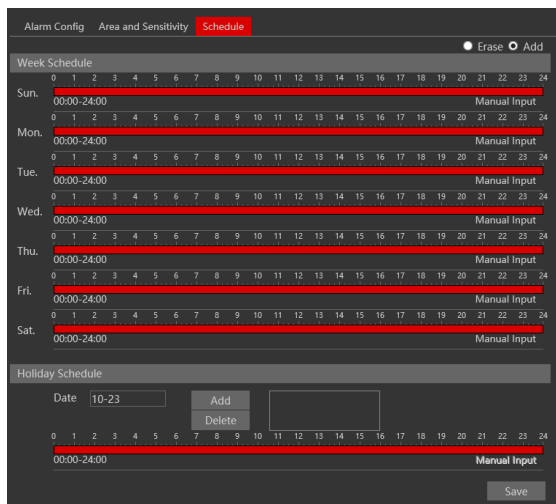 Alarm Config Area and Sensitivity Schedule
Erase Add
Week Schedule
0 1 2 3 4 5 6 7 8 9 10 11 12 13 14 15 16 17 18 19 20 21 22 23 24
Sun.
00:00-24:00 Manual Input
0 1 2 3 4 5 6 7 8 9 10 11 12 13 14 15 16 17 18 19 20 21 22 23 24
Mon.
00:00-24:00 Manual Input
0 1 2 3 4 5 6 7 8 9 10 11 12 13 14 15 16 17 18 19 20 21 22 23 24
Tue.
00:00-24:00 Manual Input
0 1 2 3 4 5 6 7 8 9 10 11 12 13 14 15 16 17 18 19 20 21 22 23 24
Wed.
00:00-24:00 Manual Input
0 1 2 3 4 5 6 7 8 9 10 11 12 13 14 15 16 17 18 19 20 21 22 23 24
Thu.
00:00-24:00 Manual Input
0 1 2 3 4 5 6 7 8 9 10 11 12 13 14 15 16 17 18 19 20 21 22 23 24
Fri.
00:00-24:00 Manual Input
0 1 2 3 4 5 6 7 8 9 10 11 12 13 14 15 16 17 18 19 20 21 22 23 24
Sat.
00:00-24:00 Manual Input
Holiday Schedule
Date 10-23 Add
Delete
0 1 2 3 4 5 6 7 8 9 10 11 12 13 14 15 16 17 18 19 20 21 22 23 24
00:00-24:00 Manual Input
Save